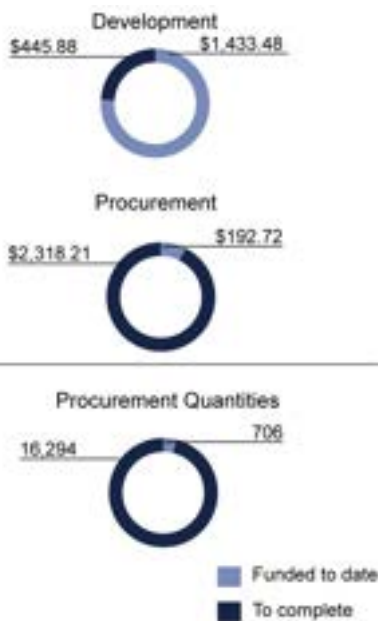 Development
$445.88 $1,433.48
Procurement
$192.72
$2,318.21
Procurement Quantities
706
16,294
Funded to date
To complete